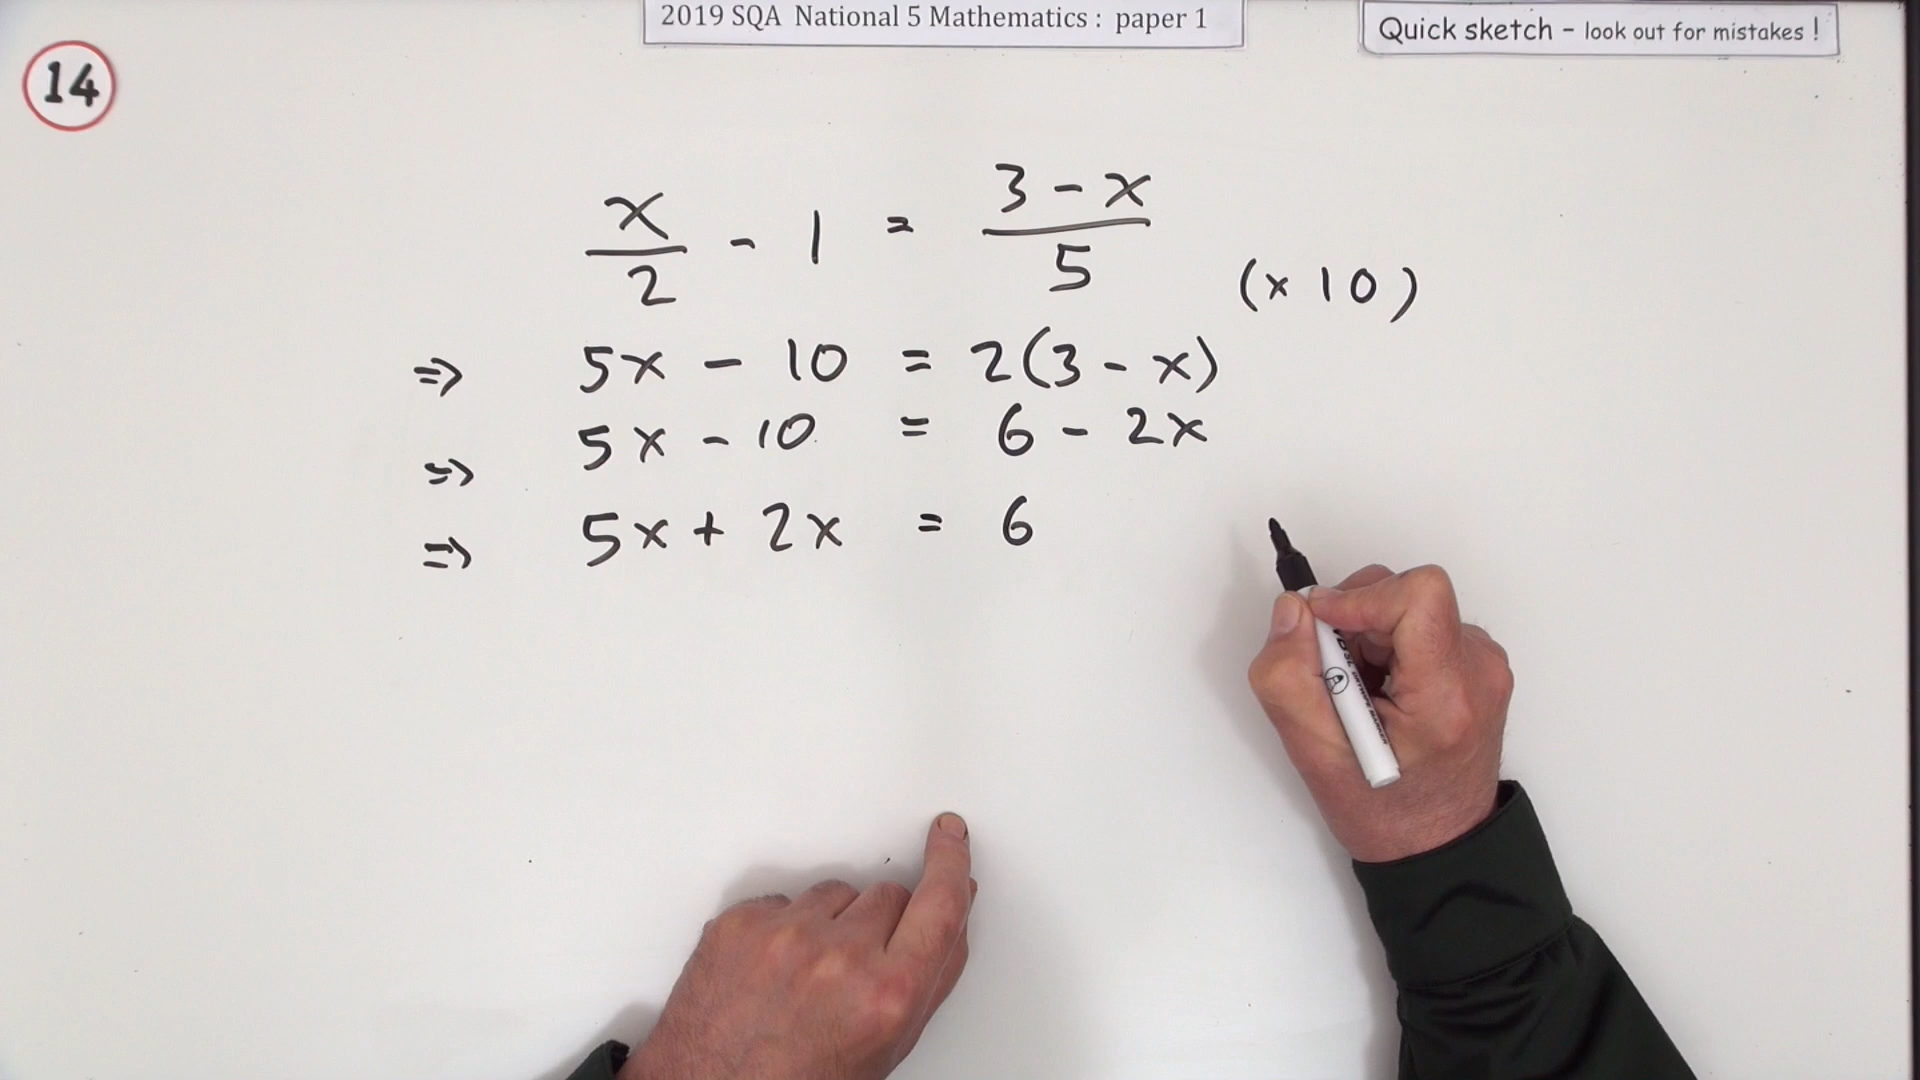 2019 SQA National 5 Mathematics : paper 1
Quick sketch – look out for mistakes !
14
x/2 - 1 = (3 - x)/5 (x 10)
⇒ 5x - 10 = 2(3 - x)
⇒ 5x - 10 = 6 - 2x
⇒ 5x + 2x = 6